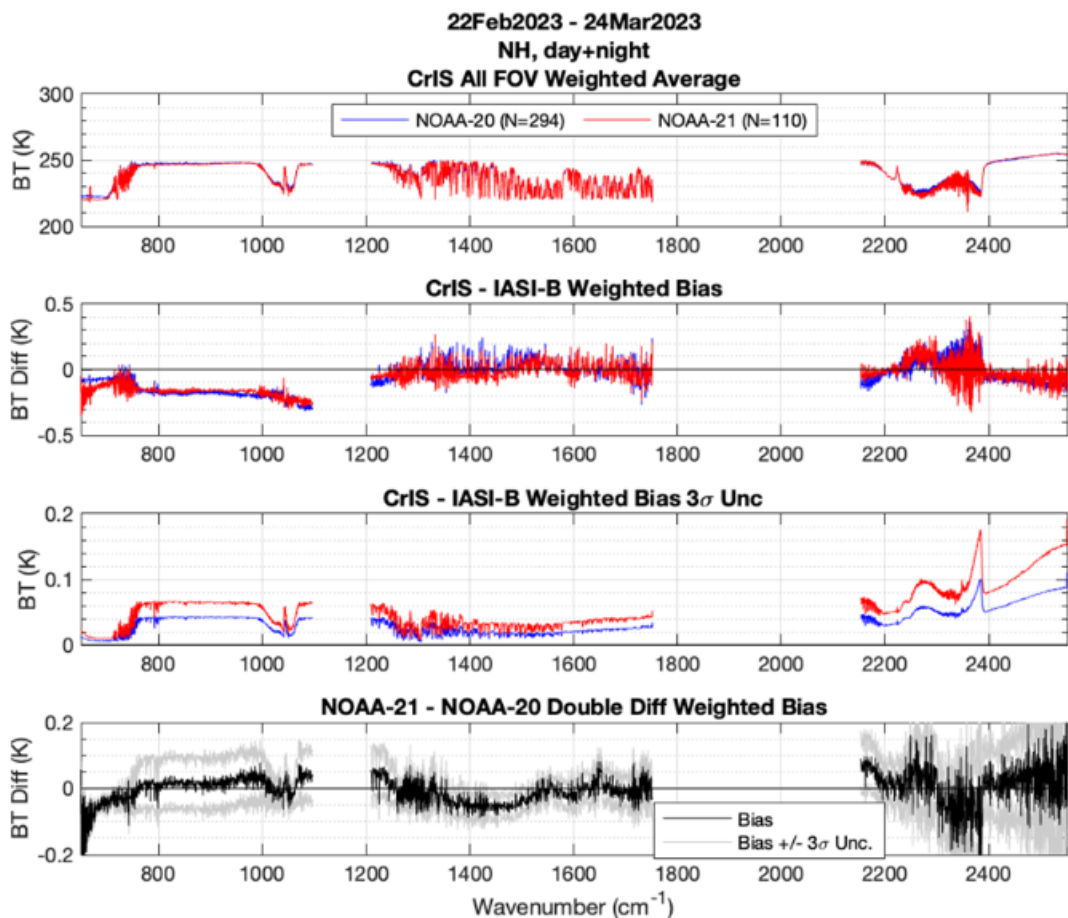 22Feb2023 - 24Mar2023
NH, day+night
CrIS All FOV Weighted Average
300
250
200
BT (K)
NOAA-20 (N=294)
NOAA-21 (N=110)
800 1000 1200 1400 1600 1800 2000 2200 2400
CrIS - IASI-B Weighted Bias
0.5
0
-0.5
BT Diff (K)
800 1000 1200 1400 1600 1800 2000 2200 2400
CrIS - IASI-B Weighted Bias 3σ Unc
0.2
0.1
0
BT (K)
800 1000 1200 1400 1600 1800 2000 2200 2400
NOAA-21 - NOAA-20 Double Diff Weighted Bias
0.2
0
-0.2
BT Diff (K)
Bias
Bias +/- 3σ Unc.
800 1000 1200 1400 1600 1800 2000 2200 2400
Wavenumber (cm⁻¹)